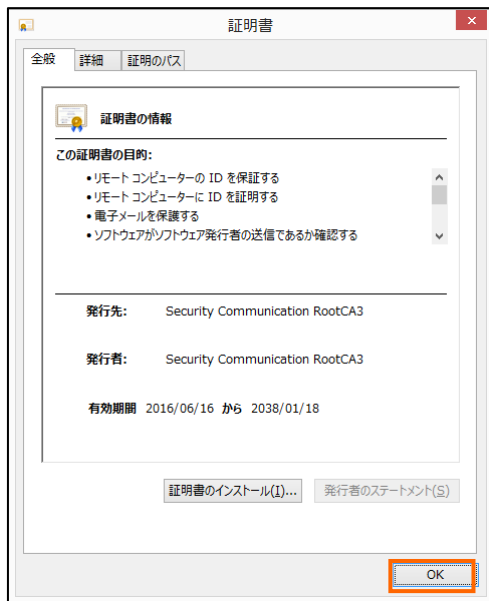 証明書
全般 詳細 証明のパス
証明書の情報
この証明書の目的:
•リモート コンピューターの ID を保証する
•リモート コンピューターに ID を証明する
•電子メールを保護する
•ソフトウェアがソフトウェア発行者の送信であるか確認する
発行先: Security Communication RootCA3
発行者: Security Communication RootCA3
有効期間 2016/06/16 から 2038/01/18
証明書のインストール(I)... 発行者のステートメント(S)
OK